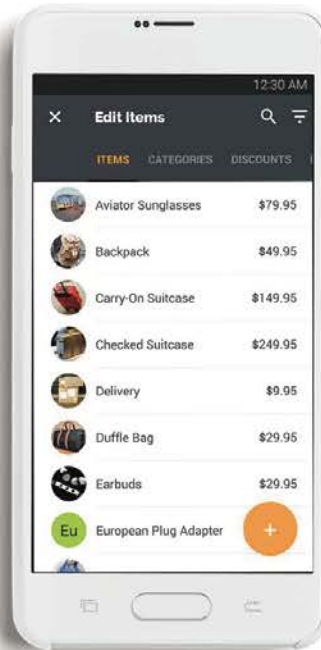 12:30 AM
Edit Items
ITEMS CATEGORIES DISCOUNTS
Aviator Sunglasses $79.95
Backpack $49.95
Carry-On Suitcase $149.95
Checked Suitcase $249.95
Delivery $9.95
Duffle Bag $29.95
Earbuds $29.95
Eu European Plug Adapter +